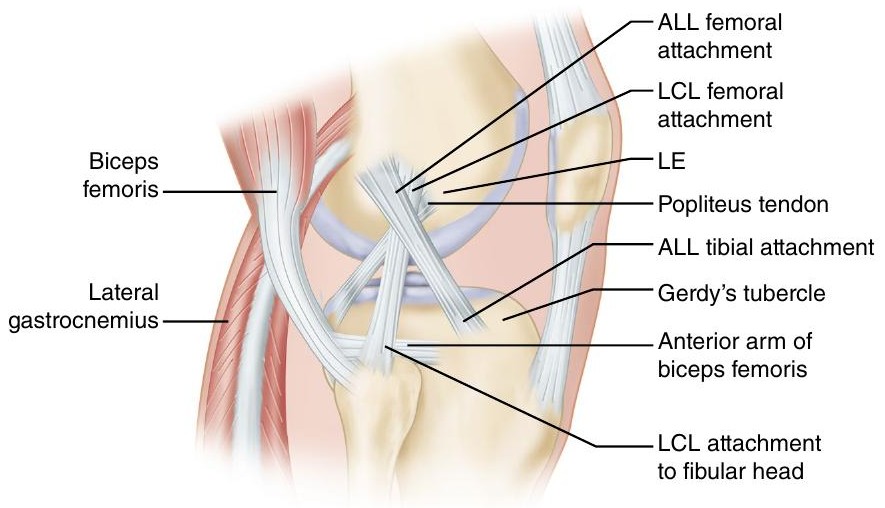 ALL femoral
attachment
LCL femoral
attachment
LE
Popliteus tendon
ALL tibial attachment
Gerdy's tubercle
Anterior arm of
biceps femoris
LCL attachment
to fibular head
Biceps
femoris
Lateral
gastrocnemius